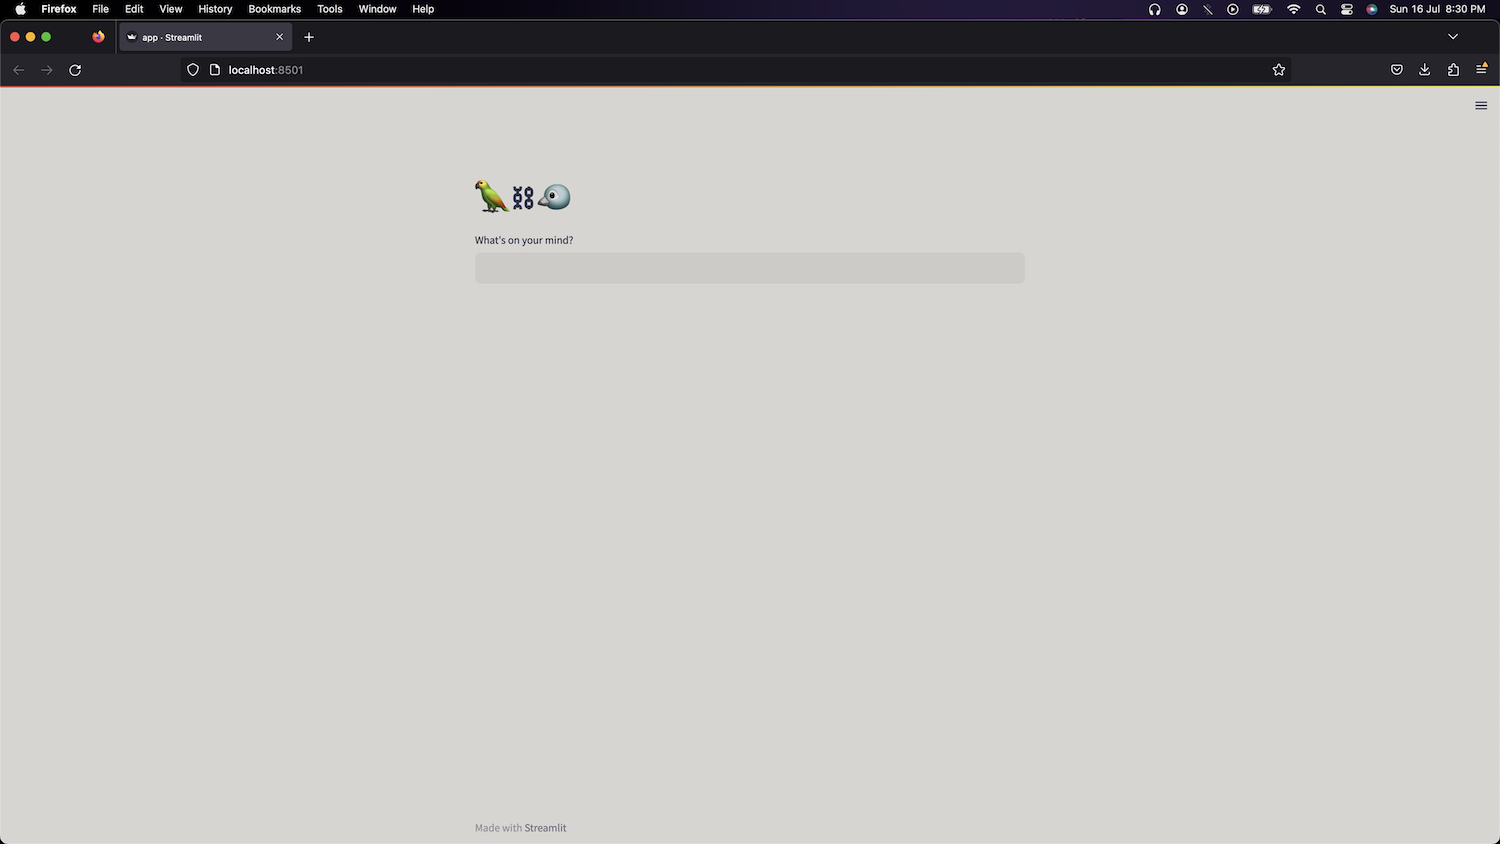 Firefox File Edit View History Bookmarks Tools Window Help Sun 16 Jul 8:30 PM
app · Streamlit
localhost:8501
What's on your mind?
Made with Streamlit